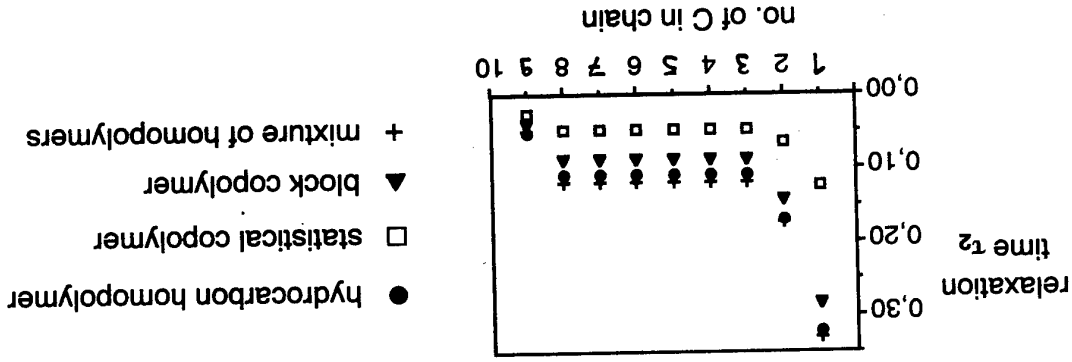 relaxation
time τ2
0,30
0,20
0,10
0,00
1 2 3 4 5 6 7 8 9 10
no. of C in chain
● hydrocarbon homopolymer
□ statistical copolymer
▲ block copolymer
+ mixture of homopolymers